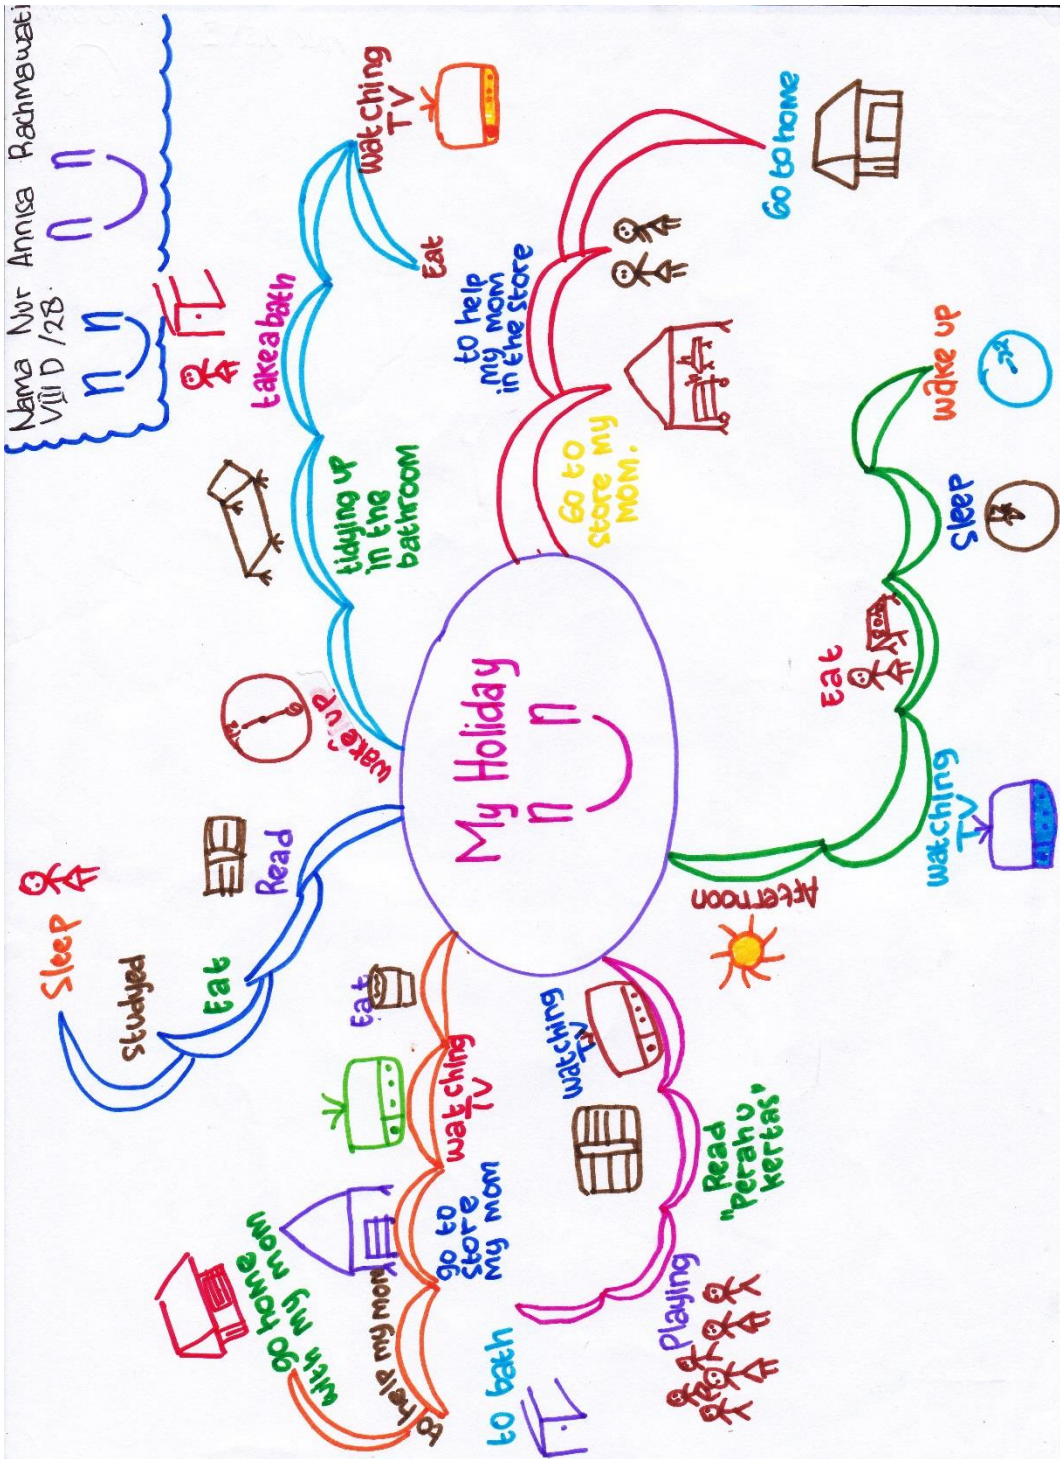 Nama Nur Annisa Rachmawati
VIII D / 28
My Holiday
wake up
tidying up
in the
bathroom
take a bath
Eat
watching
TV
Go to
store my
mom.
to help
my mom
in the store
Go to home
Afternoon
watching
TV
Eat
Sleep
wake up
watching
TV
Read
"Perahu
kertas"
Playing
to bath
Eat
watching
TV
go to
store
my mom
to help my mom
go home
with my mom
Read
Eat
studyed
Sleep